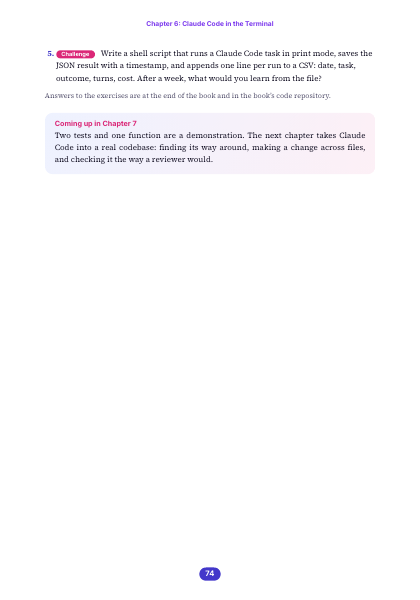 Chapter 6: Claude Code in the Terminal
5. Challenge Write a shell script that runs a Claude Code task in print mode, saves the
JSON result with a timestamp, and appends one line per run to a CSV: date, task,
outcome, turns, cost. After a week, what would you learn from the file?
Answers to the exercises are at the end of the book and in the book's code repository.
Coming up in Chapter 7
Two tests and one function are a demonstration. The next chapter takes Claude
Code into a real codebase: finding its way around, making a change across files,
and checking it the way a reviewer would.
74